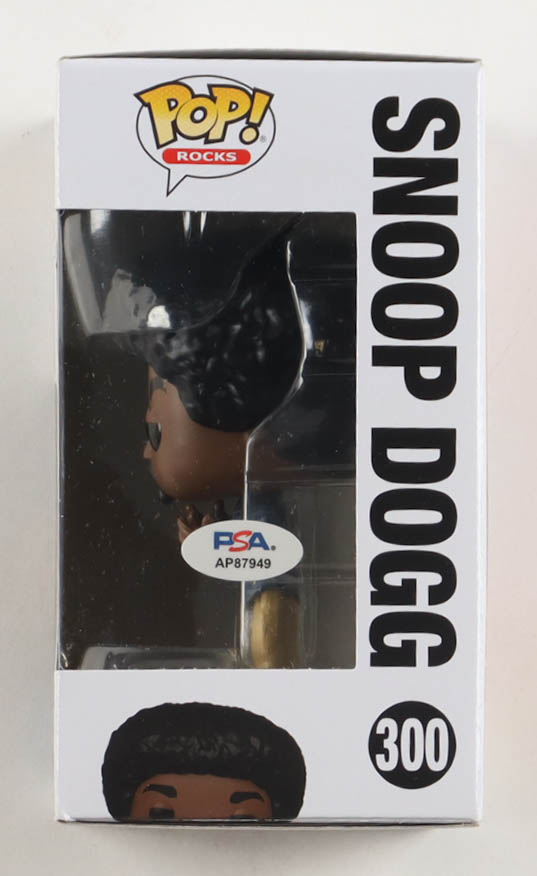 POP!®
ROCKS
SNOOP DOGG
300
PSA®
AP87949